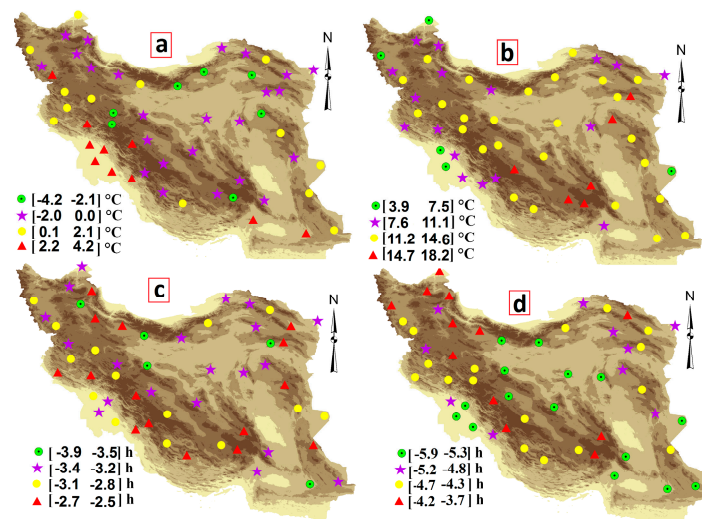 a
N
[-4.2 -2.1] °C
[-2.0 0.0] °C
[0.1 2.1] °C
[2.2 4.2] °C
b
N
[3.9 7.5] °C
[7.6 11.1] °C
[11.2 14.6] °C
[14.7 18.2] °C
c
N
[-3.9 -3.5] h
[-3.4 -3.2] h
[-3.1 -2.8] h
[-2.7 -2.5] h
d
N
[-5.9 -5.3] h
[-5.2 -4.8] h
[-4.7 -4.3] h
[-4.2 -3.7] h